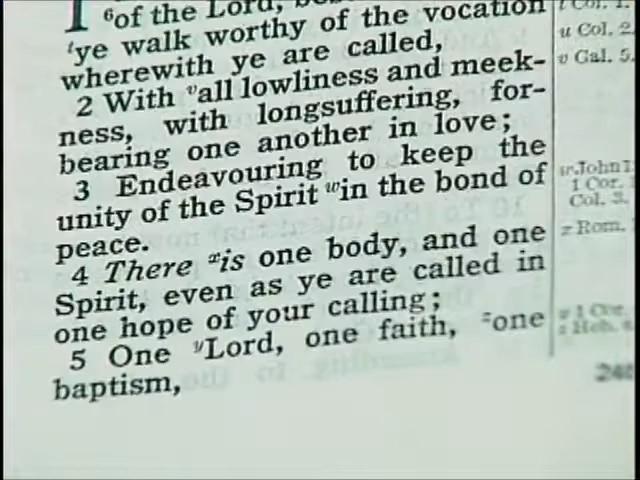 I of the Lord,
t ye walk worthy of the vocation
wherewith ye are called,
2 With v all lowliness and meek-
ness, with longsuffering, for-
bearing one another in love;
3 Endeavouring to keep the
unity of the Spirit w in the bond of
peace.
4 There x is one body, and one
Spirit, even as ye are called in
one hope of your calling;
5 One y Lord, one faith, z one
baptism,
u Col. 2
v Gal. 5.
w John
1 Cor.
Col. 3.
x Rom.
y 1 Cor.
z Heb.